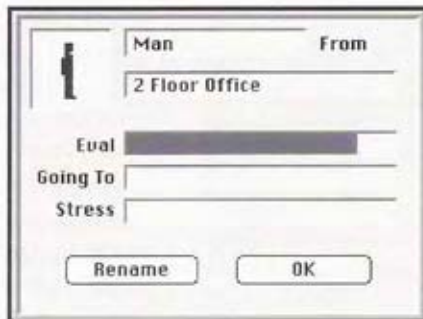 Man From
2 Floor Office
Eval
Going To
Stress
Rename OK